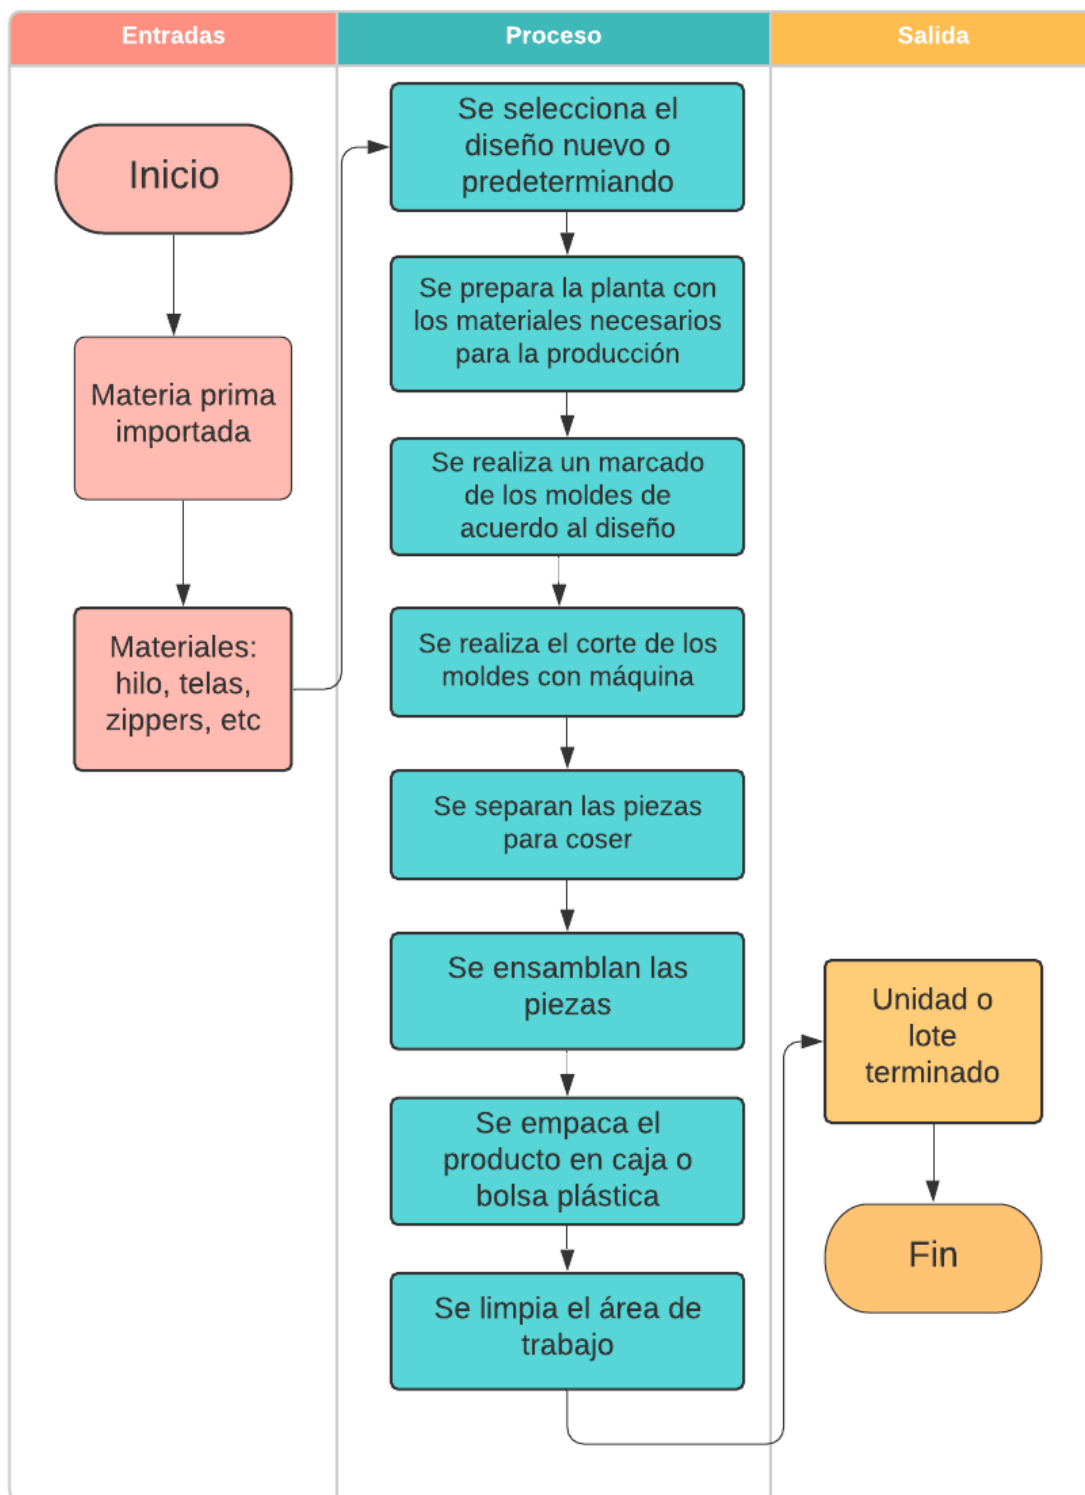 Entradas
Proceso
Salida
Inicio
Materia prima
importada
Materiales:
hilo, telas,
zippers, etc
Se selecciona el
diseño nuevo o
predetermiando
Se prepara la planta con
los materiales necesarios
para la producción
Se realiza un marcado
de los moldes de
acuerdo al diseño
Se realiza el corte de los
moldes con máquina
Se separan las piezas
para coser
Se ensamblan las
piezas
Se empaca el
producto en caja o
bolsa plástica
Se limpia el área de
trabajo
Unidad o
lote
terminado
Fin